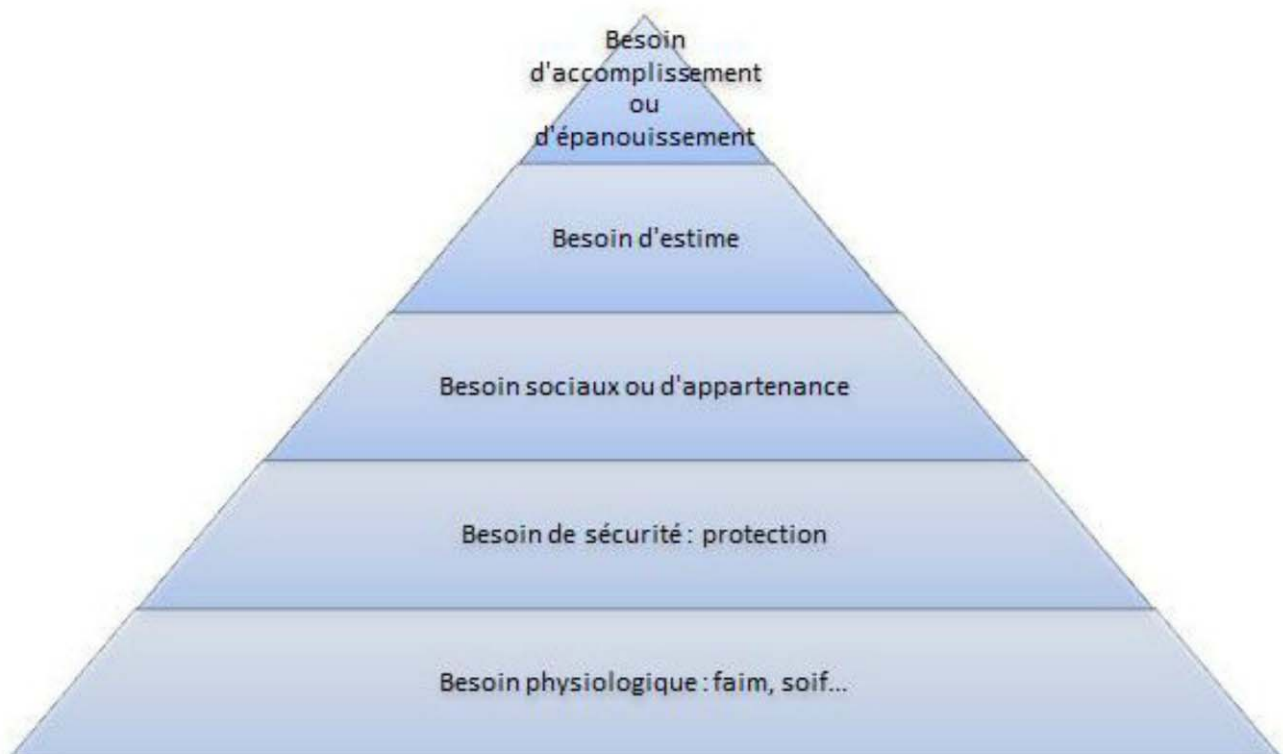 Besoin
d'accomplissement
ou
d'épanouissement
Besoin d'estime
Besoin sociaux ou d'appartenance
Besoin de sécurité : protection
Besoin physiologique : faim, soif...